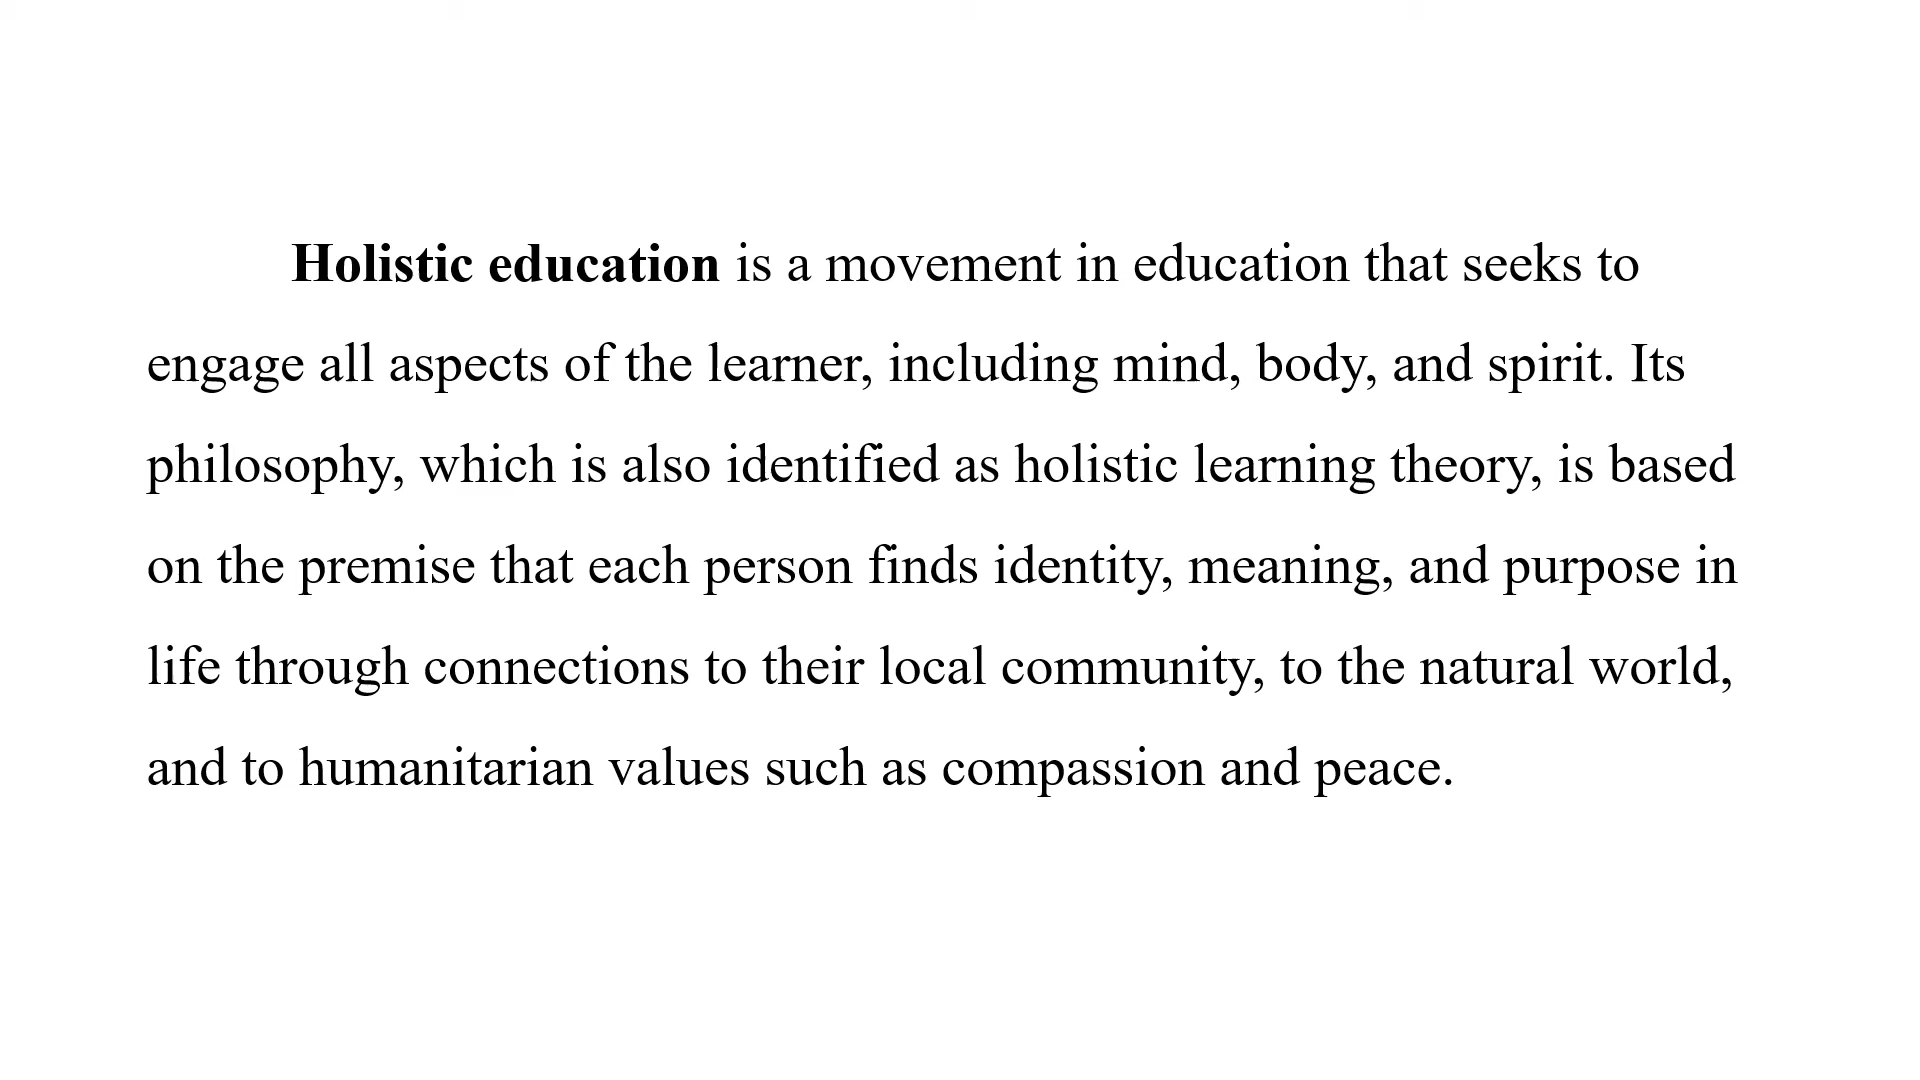 Holistic education is a movement in education that seeks to
engage all aspects of the learner, including mind, body, and spirit. Its
philosophy, which is also identified as holistic learning theory, is based
on the premise that each person finds identity, meaning, and purpose in
life through connections to their local community, to the natural world,
and to humanitarian values such as compassion and peace.